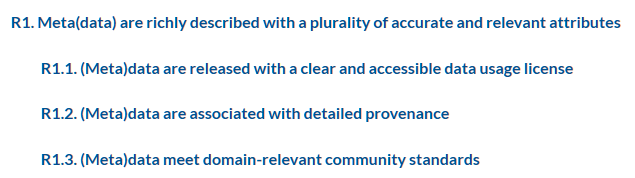 R1. Meta(data) are richly described with a plurality of accurate and relevant attributes
R1.1. (Meta)data are released with a clear and accessible data usage license
R1.2. (Meta)data are associated with detailed provenance
R1.3. (Meta)data meet domain-relevant community standards